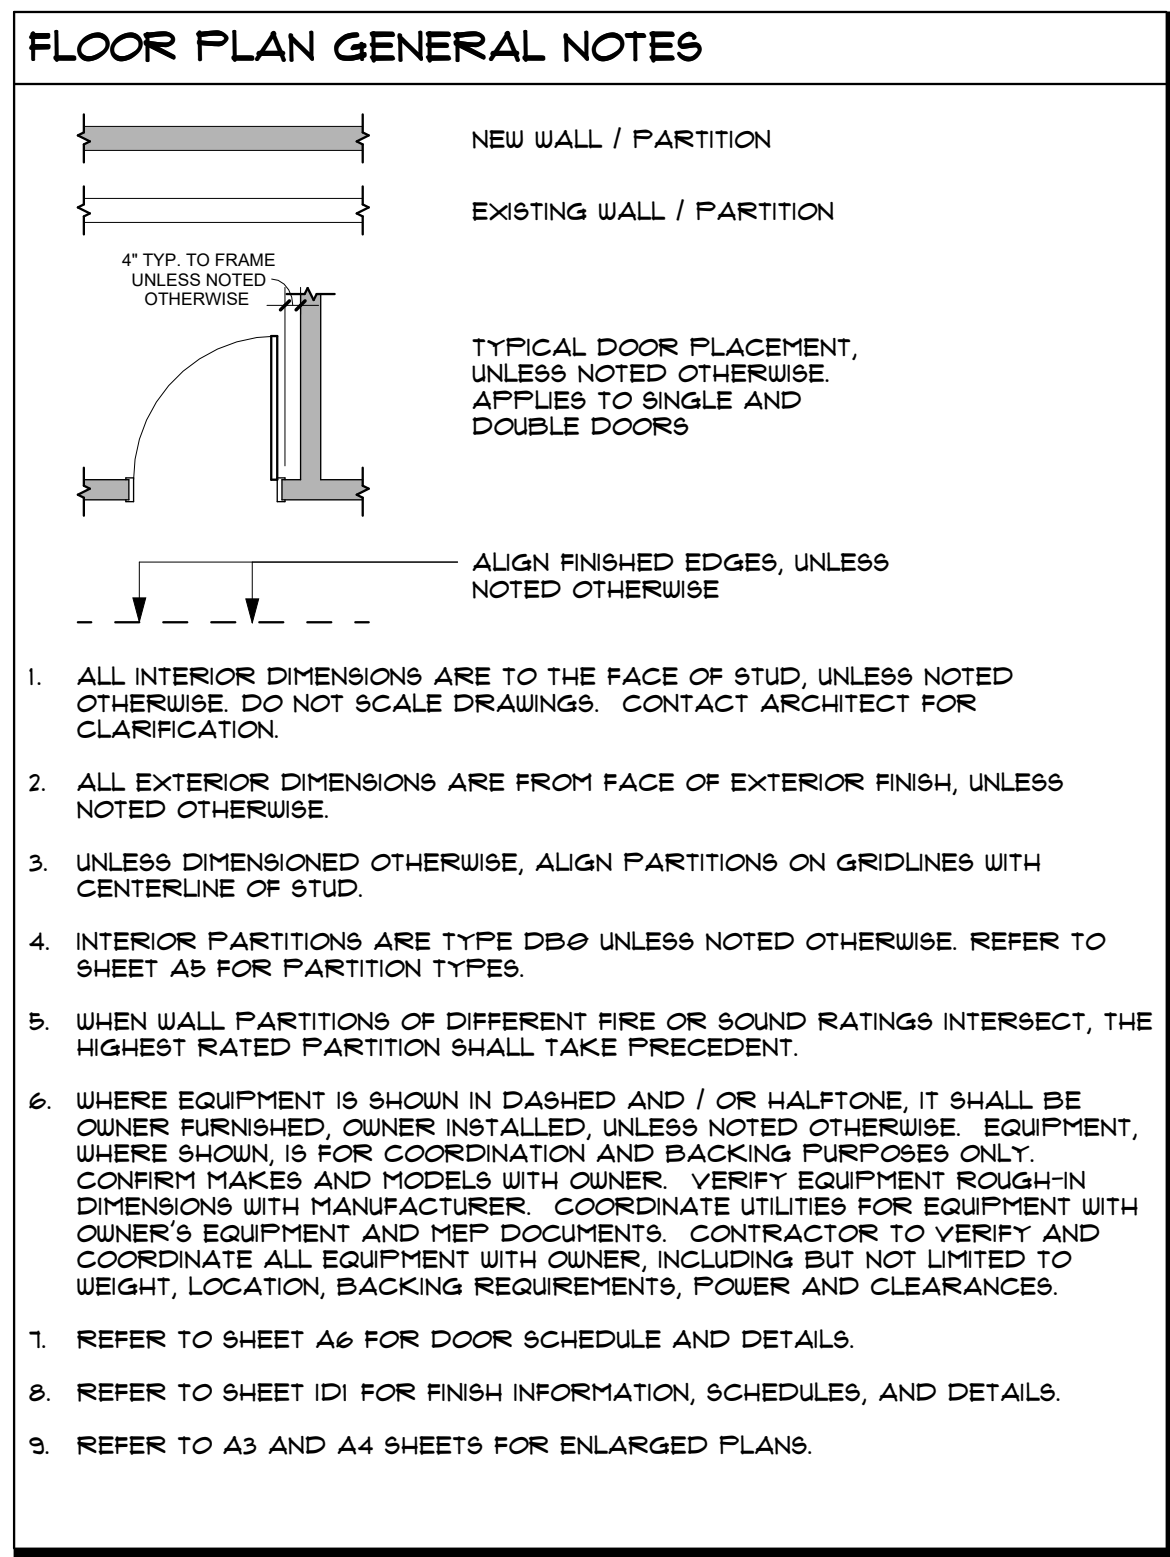 FLOOR PLAN GENERAL NOTES
NEW WALL / PARTITION
EXISTING WALL / PARTITION
4" TYP. TO FRAME
UNLESS NOTED
OTHERWISE
TYPICAL DOOR PLACEMENT,
UNLESS NOTED OTHERWISE.
APPLIES TO SINGLE AND
DOUBLE DOORS
ALIGN FINISHED EDGES, UNLESS
NOTED OTHERWISE
1. ALL INTERIOR DIMENSIONS ARE TO THE FACE OF STUD, UNLESS NOTED
OTHERWISE. DO NOT SCALE DRAWINGS. CONTACT ARCHITECT FOR
CLARIFICATION.
2. ALL EXTERIOR DIMENSIONS ARE FROM FACE OF EXTERIOR FINISH, UNLESS
NOTED OTHERWISE.
3. UNLESS DIMENSIONED OTHERWISE, ALIGN PARTITIONS ON GRIDLINES WITH
CENTERLINE OF STUD.
4. INTERIOR PARTITIONS ARE TYPE DB0 UNLESS NOTED OTHERWISE. REFER TO
SHEET A5 FOR PARTITION TYPES.
5. WHEN WALL PARTITIONS OF DIFFERENT FIRE OR SOUND RATINGS INTERSECT, THE
HIGHEST RATED PARTITION SHALL TAKE PRECEDENT.
6. WHERE EQUIPMENT IS SHOWN IN DASHED AND / OR HALFTONE, IT SHALL BE
OWNER FURNISHED, OWNER INSTALLED, UNLESS NOTED OTHERWISE. EQUIPMENT,
WHERE SHOWN, IS FOR COORDINATION AND BACKING PURPOSES ONLY.
CONFIRM MAKES AND MODELS WITH OWNER. VERIFY EQUIPMENT ROUGH-IN
DIMENSIONS WITH MANUFACTURER. COORDINATE UTILITIES FOR EQUIPMENT WITH
OWNER'S EQUIPMENT AND MEP DOCUMENTS. CONTRACTOR TO VERIFY AND
COORDINATE ALL EQUIPMENT WITH OWNER, INCLUDING BUT NOT LIMITED TO
WEIGHT, LOCATION, BACKING REQUIREMENTS, POWER AND CLEARANCES.
7. REFER TO SHEET A6 FOR DOOR SCHEDULE AND DETAILS.
8. REFER TO SHEET ID1 FOR FINISH INFORMATION, SCHEDULES, AND DETAILS.
9. REFER TO A3 AND A4 SHEETS FOR ENLARGED PLANS.